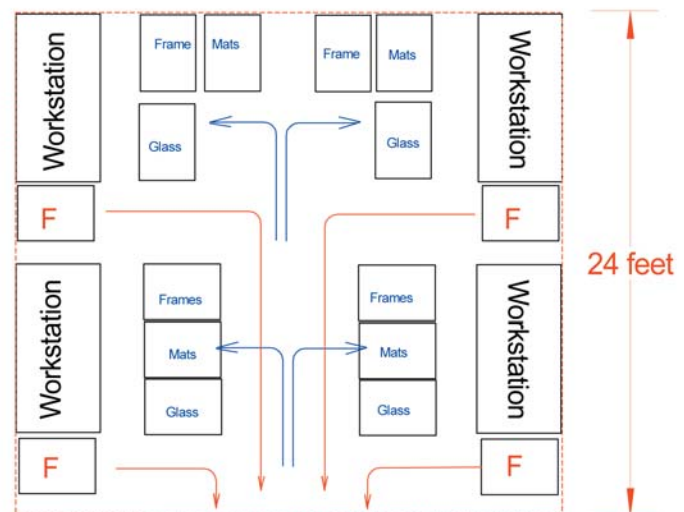 Workstation
Frame
Mats
Frame
Mats
Workstation
Glass
Glass
F
F
24 feet
Workstation
Frames
Frames
Workstation
Mats
Mats
Glass
Glass
F
F